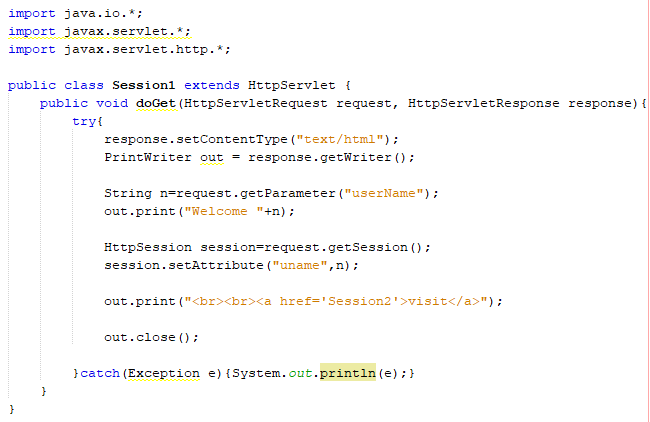 import java.io.*;
import javax.servlet.*;
import javax.servlet.http.*;
public class Session1 extends HttpServlet {
public void doGet(HttpServletRequest request, HttpServletResponse response){
try{
response.setContentType("text/html");
PrintWriter out = response.getWriter();
String n=request.getParameter("userName");
out.print("Welcome "+n);
HttpSession session=request.getSession();
session.setAttribute("uname",n);
out.print("<br><br><a href='Session2'>visit</a>");
out.close();
}catch(Exception e){System.out.println(e);}
}
}